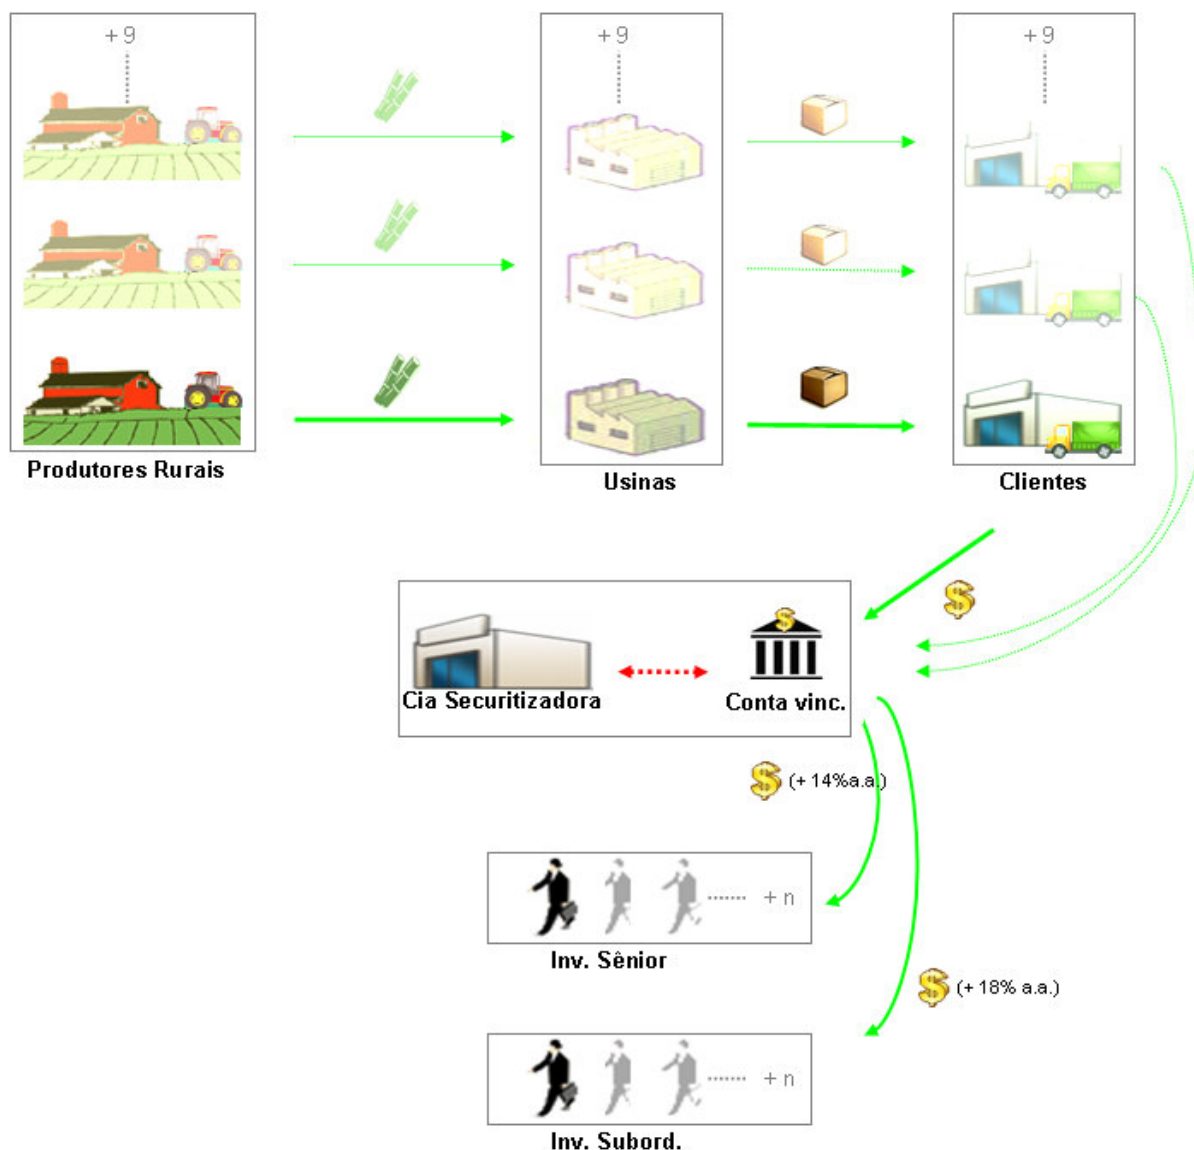 + 9
+ 9
+ 9
Produtores Rurais
Usinas
Clientes
$
$
Cia Securitizadora
Conta vinc.
$ (+ 14%a.a.)
+ n
Inv. Sênior
$ (+ 18% a.a.)
+ n
Inv. Subord.